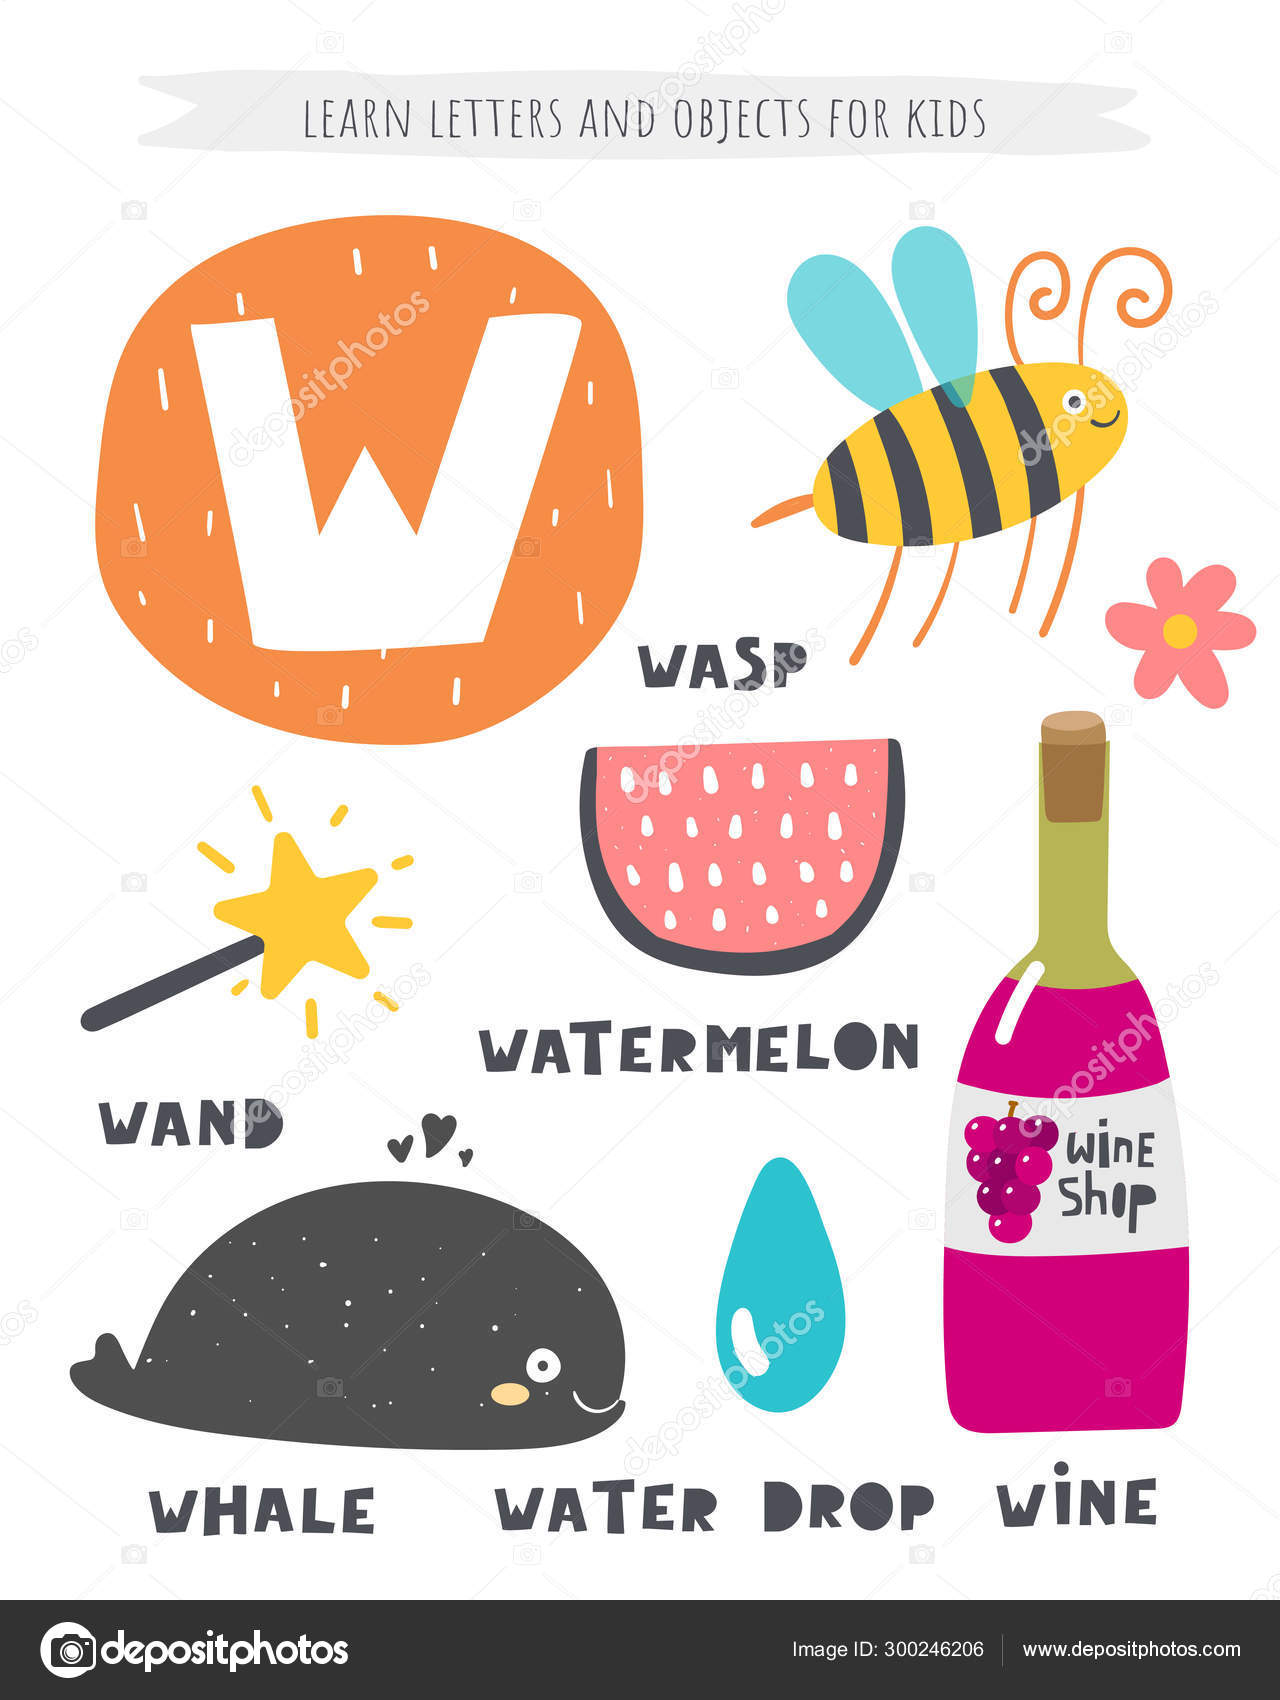 LEARN LETTERS AND OBJECTS FOR KIDS
W
WASP
WATERMELON
WAND
WiNE
SHOP
WHALE
WATER DROP
WiNE
depositphotos
Image ID: 300246206
www.depositphotos.com